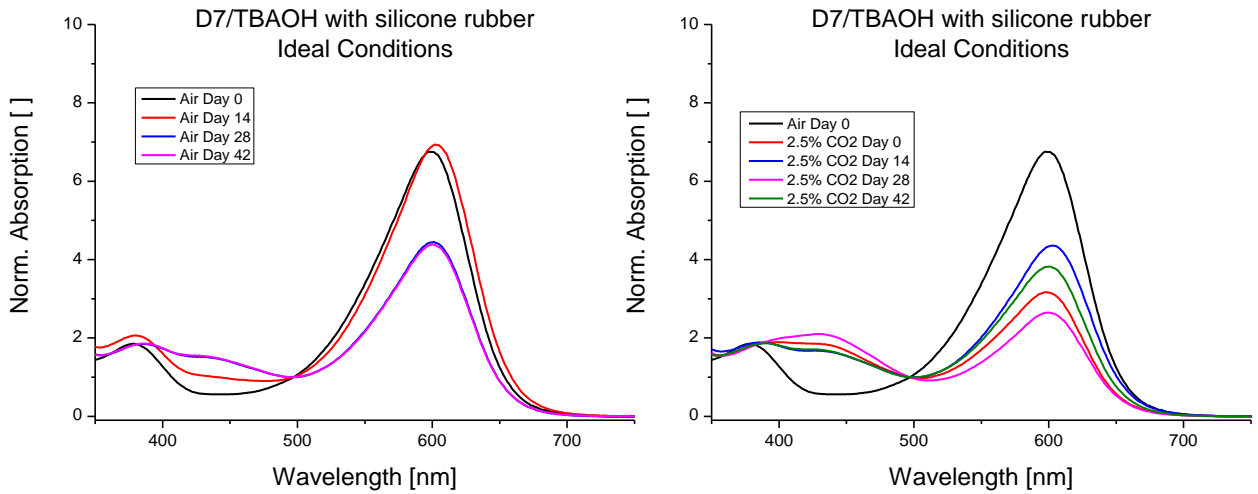 D7/TBAOH with silicone rubber
Ideal Conditions
10
8
6
4
2
0
Norm. Absorption [ ]
Air Day 0
Air Day 14
Air Day 28
Air Day 42
400
500
600
700
Wavelength [nm]
D7/TBAOH with silicone rubber
Ideal Conditions
10
8
6
4
2
0
Norm. Absorption [ ]
Air Day 0
2.5% CO2 Day 0
2.5% CO2 Day 14
2.5% CO2 Day 28
2.5% CO2 Day 42
400
500
600
700
Wavelength [nm]